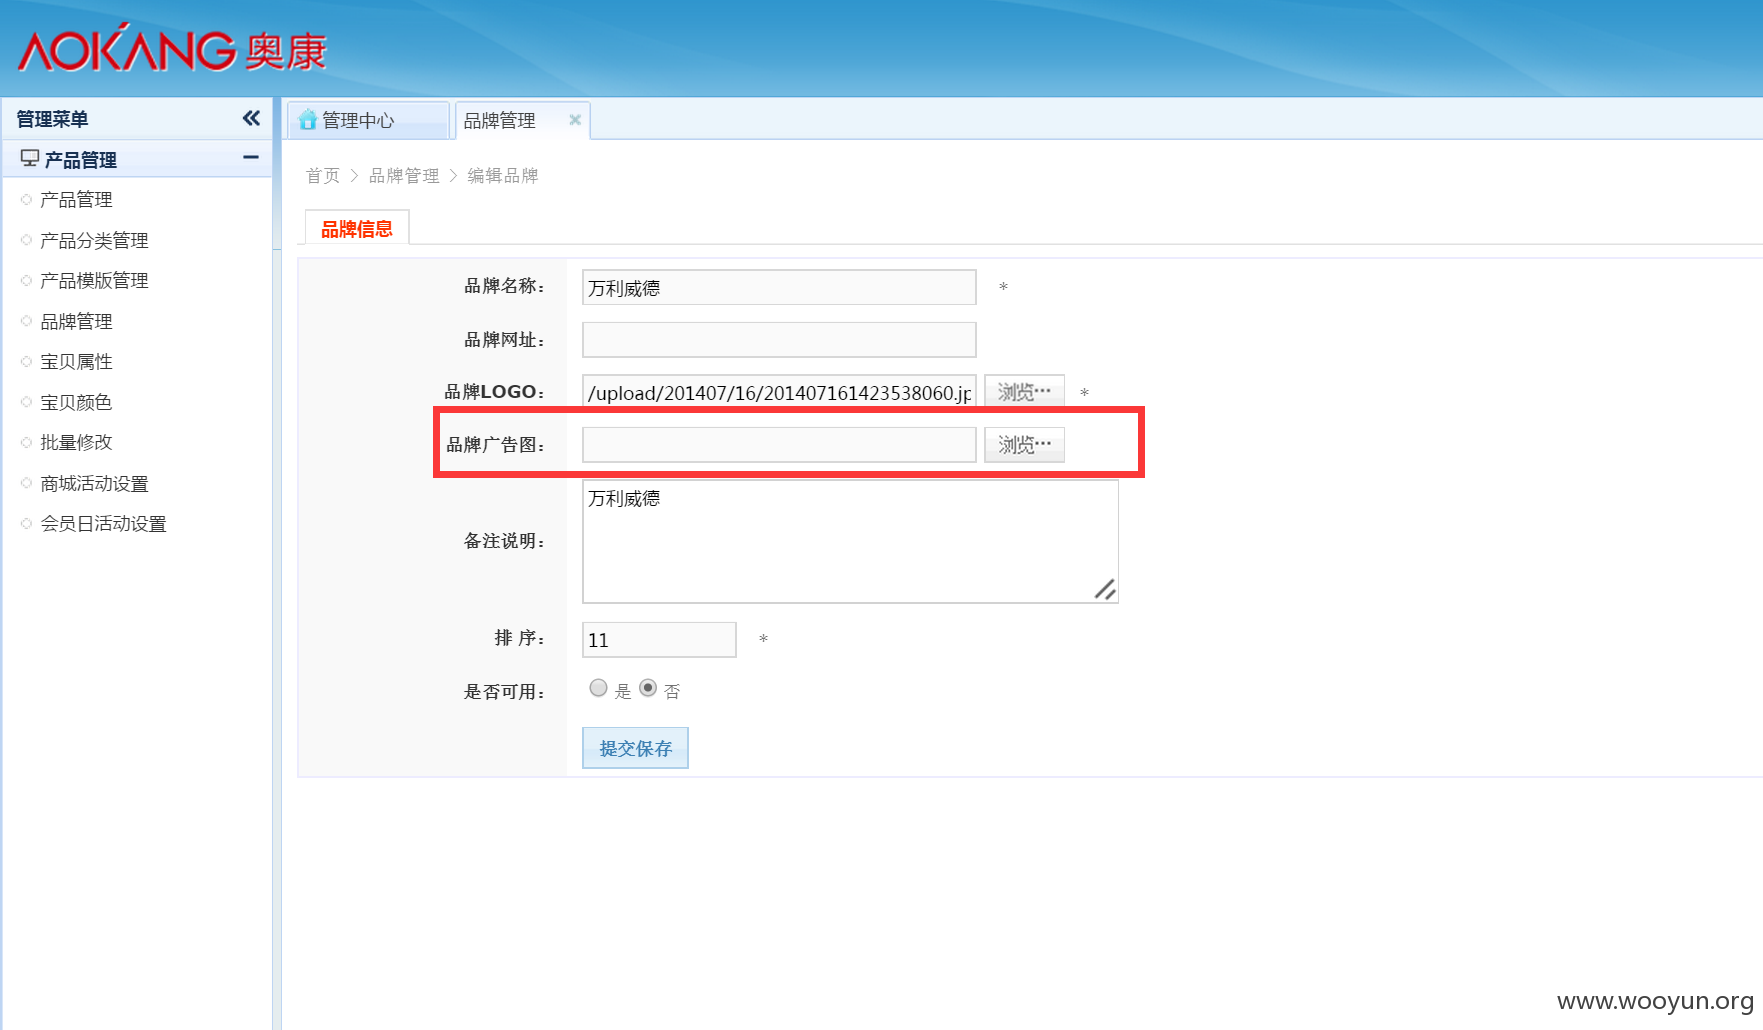 AOKANG 奥康
管理菜单
产品管理
产品管理
产品分类管理
产品模版管理
品牌管理
宝贝属性
宝贝颜色
批量修改
商城活动设置
会员日活动设置
管理中心
品牌管理
首页 > 品牌管理 > 编辑品牌
品牌信息
品牌名称： 万利威德 *
品牌网址：
品牌LOGO： /upload/201407/16/201407161423538060.jp 浏览… *
品牌广告图： 浏览…
备注说明： 万利威德
排 序： 11 *
是否可用： 是 否
提交保存
www.wooyun.org